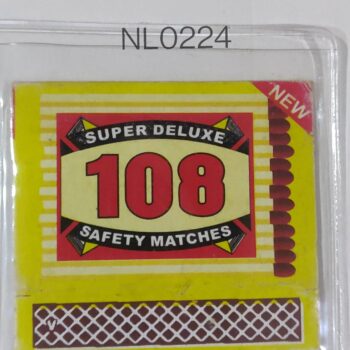 NL0224
NEW
SUPER DELUXE
108
SAFETY MATCHES
V